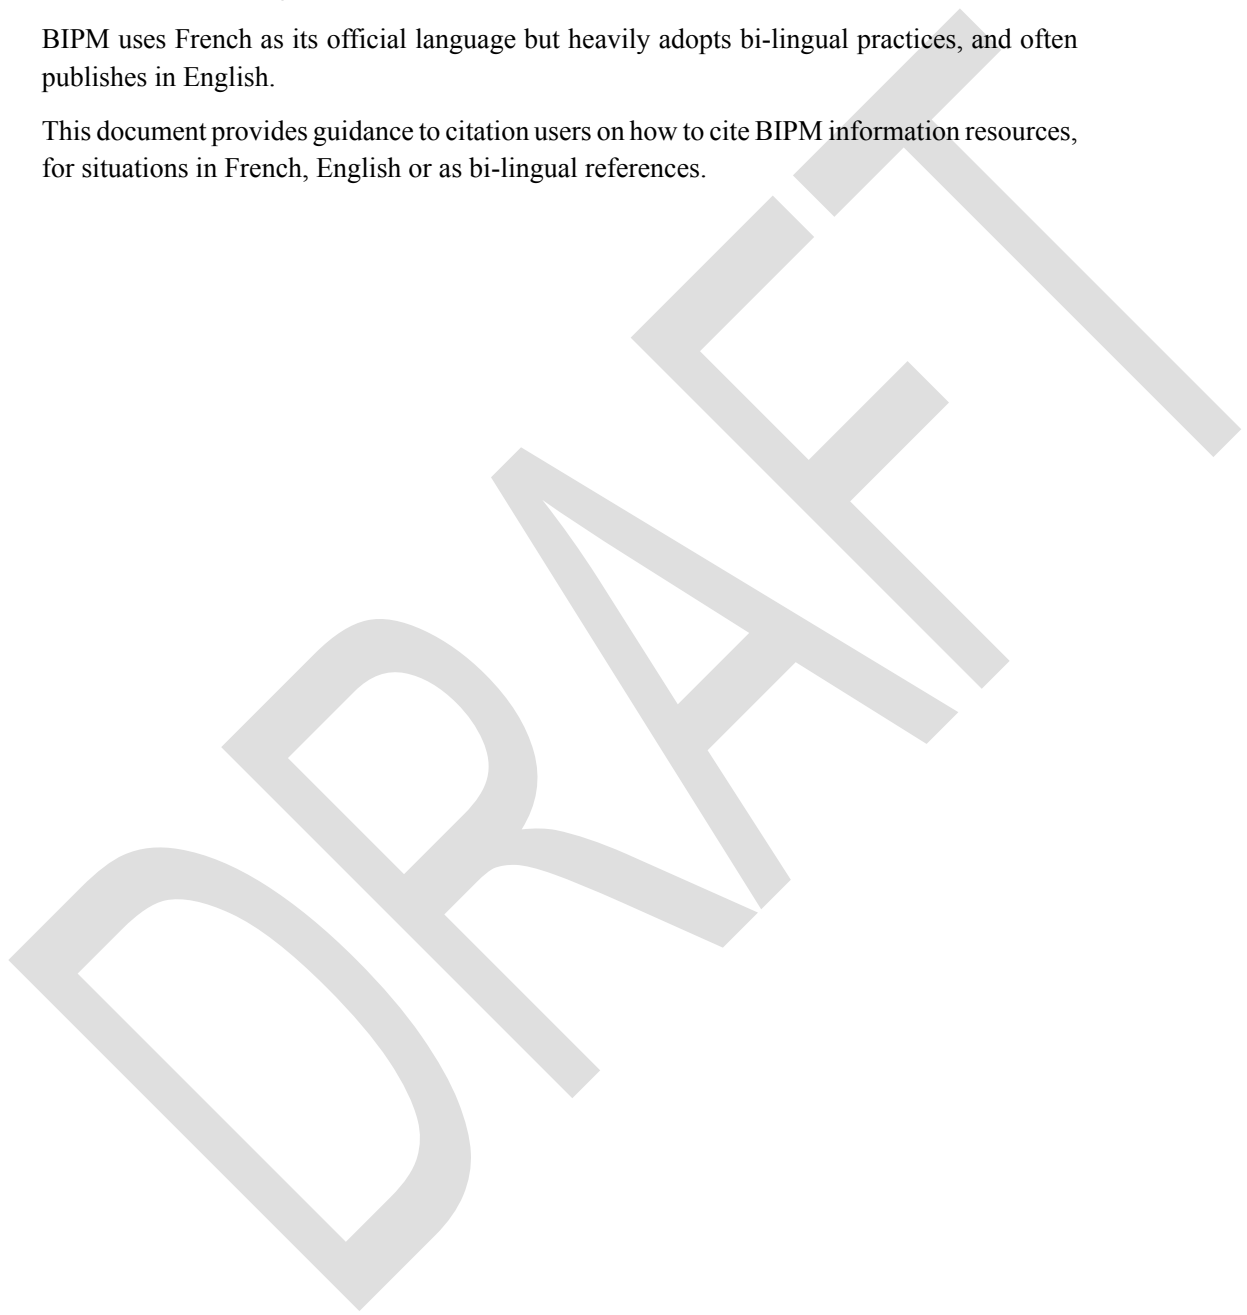 BIPM uses French as its official language but heavily adopts bi-lingual practices, and often
publishes in English.
This document provides guidance to citation users on how to cite BIPM information resources,
for situations in French, English or as bi-lingual references.
DRAFT